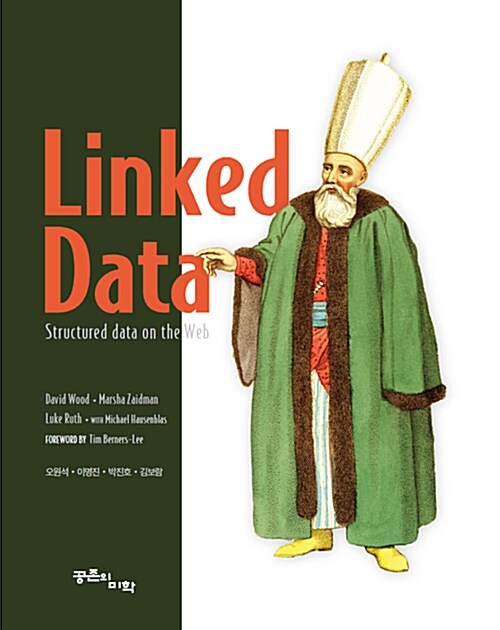 Linked
Data
Structured data on the Web
David Wood • Marsha Zaidman
Luke Ruth • WITH Michael Hausenblas
FOREWORD BY Tim Berners-Lee
오원석 • 이명진 • 박진호 • 김보람
공존의
미학